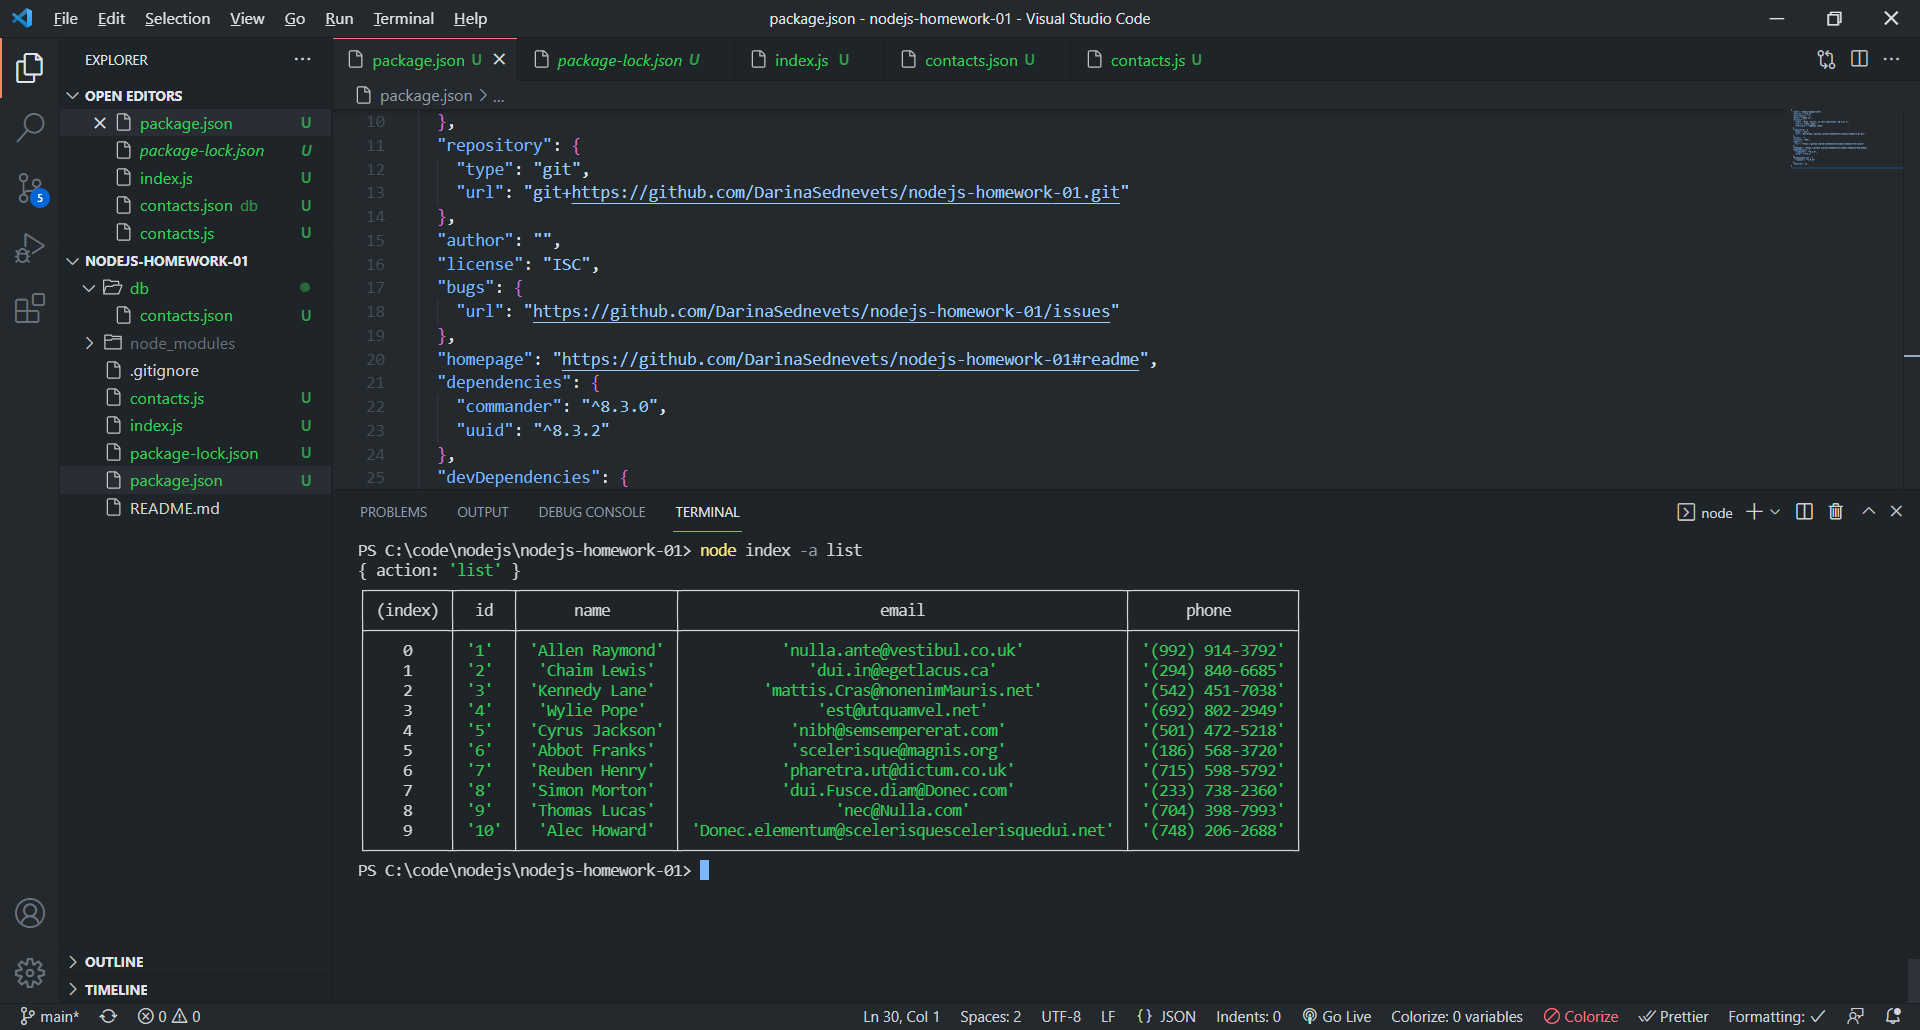 File Edit Selection View Go Run Terminal Help
package.json - nodejs-homework-01 - Visual Studio Code
EXPLORER
OPEN EDITORS
package.json U
package-lock.json U
index.js U
contacts.json db U
contacts.js U
NODEJS-HOMEWORK-01
db
contacts.json U
node_modules
.gitignore
contacts.js U
index.js U
package-lock.json U
package.json U
README.md
OUTLINE
TIMELINE
5
package.json U package-lock.json U index.js U contacts.json U contacts.js U
package.json > ...
10 },
11 "repository": {
12 "type": "git",
13 "url": "git+https://github.com/DarinaSednevets/nodejs-homework-01.git"
14 },
15 "author": "",
16 "license": "ISC",
17 "bugs": {
18 "url": "https://github.com/DarinaSednevets/nodejs-homework-01/issues"
19 },
20 "homepage": "https://github.com/DarinaSednevets/nodejs-homework-01#readme",
21 "dependencies": {
22 "commander": "^8.3.0",
23 "uuid": "^8.3.2"
24 },
25 "devDependencies": {
PROBLEMS OUTPUT DEBUG CONSOLE TERMINAL node
PS C:\code\nodejs\nodejs-homework-01> node index -a list
{ action: 'list' }
(index) id name email phone
0 '1' 'Allen Raymond' 'nulla.ante@vestibul.co.uk' '(992) 914-3792'
1 '2' 'Chaim Lewis' 'dui.in@egetlacus.ca' '(294) 840-6685'
2 '3' 'Kennedy Lane' 'mattis.Cras@nonenimMauris.net' '(542) 451-7038'
3 '4' 'Wylie Pope' 'est@utquamvel.net' '(692) 802-2949'
4 '5' 'Cyrus Jackson' 'nibh@semsempererat.com' '(501) 472-5218'
5 '6' 'Abbot Franks' 'scelerisque@magnis.org' '(186) 568-3720'
6 '7' 'Reuben Henry' 'pharetra.ut@dictum.co.uk' '(715) 598-5792'
7 '8' 'Simon Morton' 'dui.Fusce.diam@Donec.com' '(233) 738-2360'
8 '9' 'Thomas Lucas' 'nec@Nulla.com' '(704) 398-7993'
9 '10' 'Alec Howard' 'Donec.elementum@scelerisquescelerisquedui.net' '(748) 206-2688'
PS C:\code\nodejs\nodejs-homework-01>
main* 0 0 Ln 30, Col 1 Spaces: 2 UTF-8 LF {} JSON Indents: 0 Go Live Colorize: 0 variables Colorize Prettier Formatting: